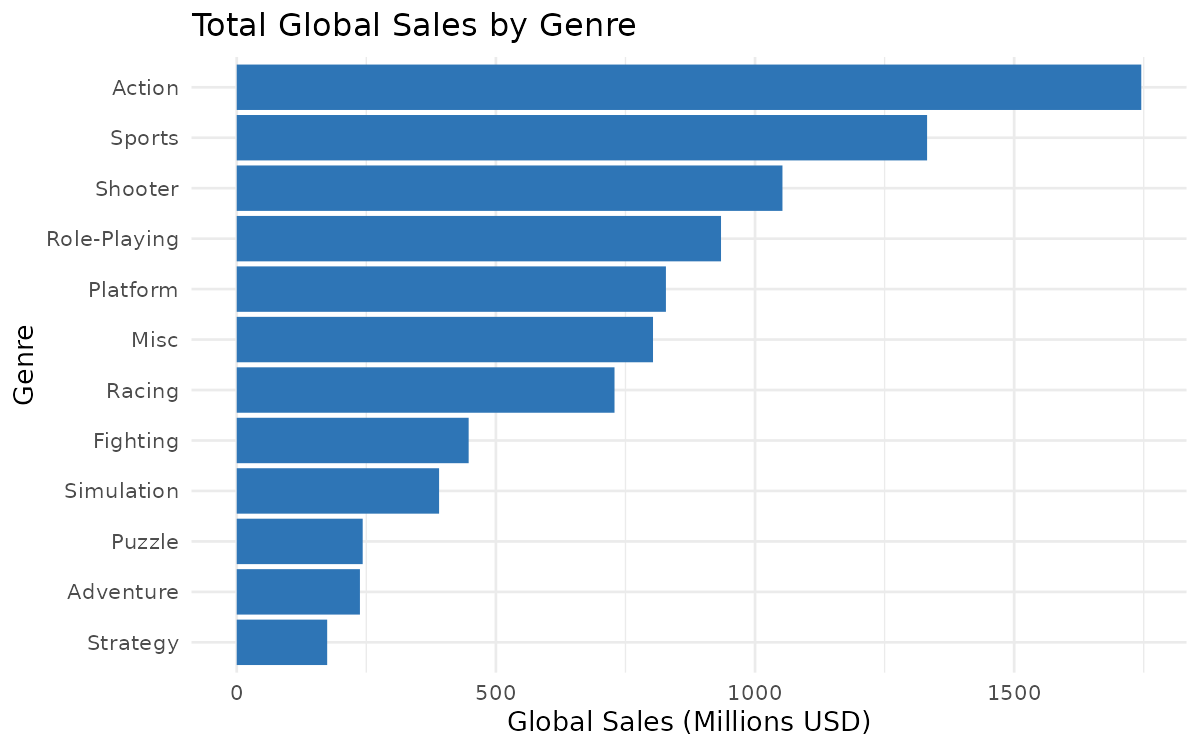 Total Global Sales by Genre
Action
Sports
Shooter
Role-Playing
Platform
Misc
Racing
Fighting
Simulation
Puzzle
Adventure
Strategy
Genre
0 500 1000 1500
Global Sales (Millions USD)